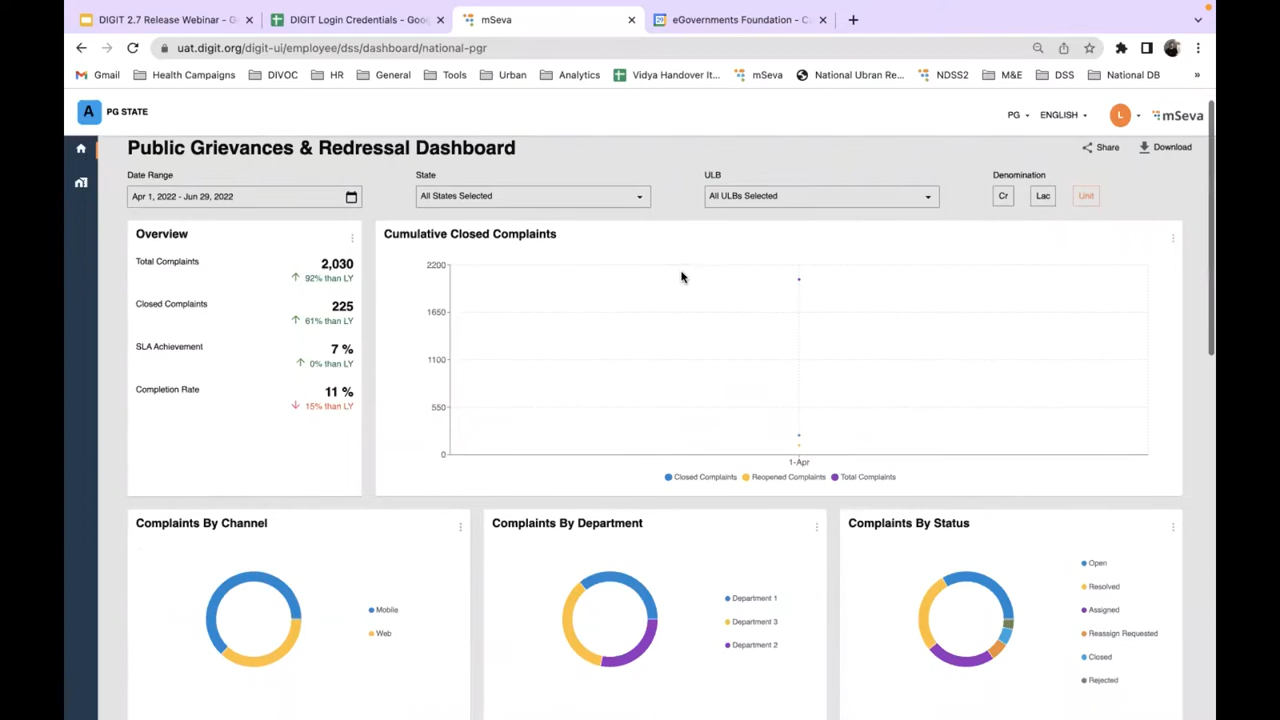 DIGIT 2.7 Release Webinar - G
DIGIT Login Credentials - Goo
mSeva
29
eGovernments Foundation - C
uat.digit.org/digit-ui/employee/dss/dashboard/national-pgr
Gmail
Health Campaigns
DIVOC
HR
General
Tools
Urban
Analytics
Vidya Handover It...
mSeva
National Ubran Re...
NDSS2
M&E
DSS
National DB
»
A
PG STATE
PG
ENGLISH
L
mSeva
Public Grievances & Redressal Dashboard
Share
Download
Date Range
State
ULB
Denomination
Apr 1, 2022 - Jun 29, 2022
All States Selected
All ULBs Selected
Cr
Lac
Unit
Overview
Total Complaints
2,030
92% than LY
Closed Complaints
225
61% than LY
SLA Achievement
7 %
0% than LY
Completion Rate
11 %
15% than LY
Cumulative Closed Complaints
2200
1650
1100
550
0
1-Apr
Closed Complaints
Reopened Complaints
Total Complaints
Complaints By Channel
Mobile
Web
Complaints By Department
Department 1
Department 3
Department 2
Complaints By Status
Open
Resolved
Assigned
Reassign Requested
Closed
Rejected